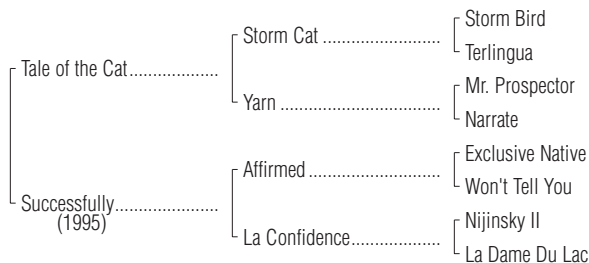 Storm Bird
Storm Cat ........................
Terlingua
Tale of the Cat..................
Mr. Prospector
Yarn .................................
Narrate
Exclusive Native
Affirmed ...........................
Won't Tell You
Successfully.....................
(1995)
Nijinsky II
La Confidence..................
La Dame Du Lac